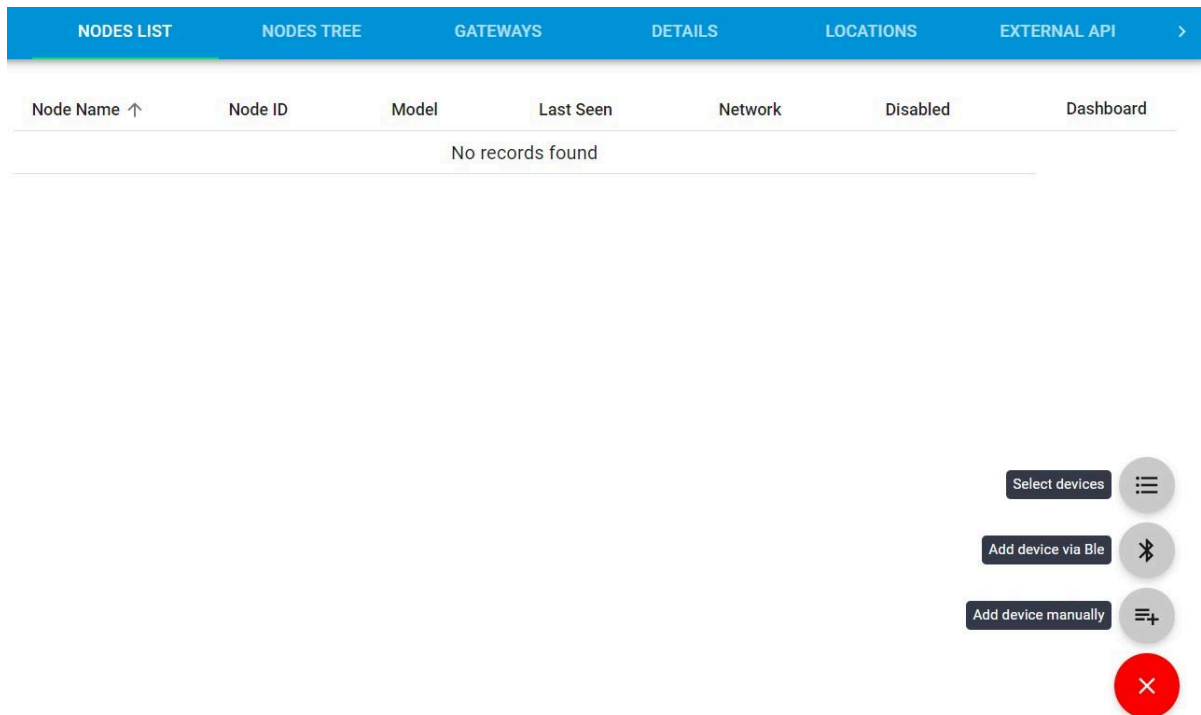 NODES LIST NODES TREE GATEWAYS DETAILS LOCATIONS EXTERNAL API
Node Name Node ID Model Last Seen Network Disabled Dashboard
No records found
Select devices
Add device via Ble
Add device manually